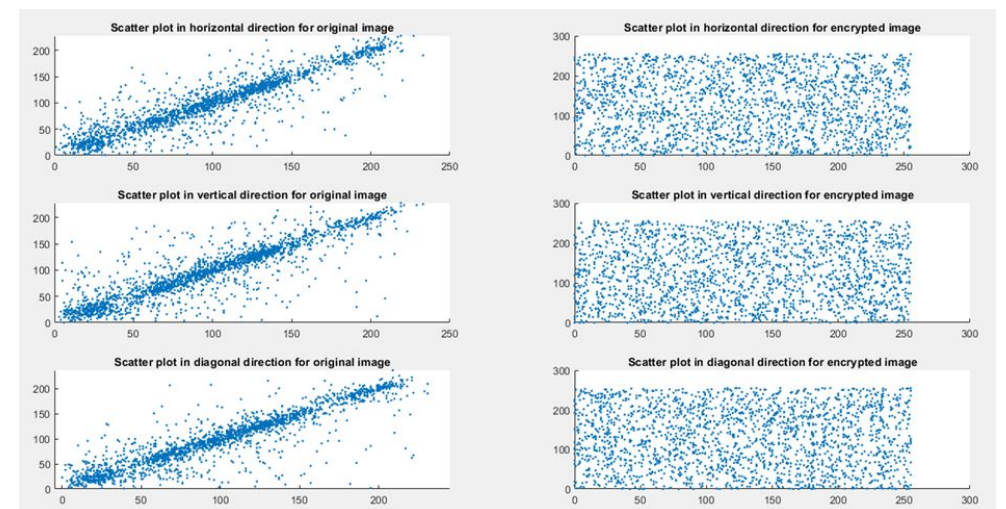 Scatter plot in horizontal direction for original image
200
150
100
50
0
0 50 100 150 200 250
Scatter plot in horizontal direction for encrypted image
300
200
100
0
0 50 100 150 200 250 300
Scatter plot in vertical direction for original image
200
150
100
50
0
0 50 100 150 200 250
Scatter plot in vertical direction for encrypted image
300
200
100
0
0 50 100 150 200 250 300
Scatter plot in diagonal direction for original image
200
150
100
50
0
0 50 100 150 200
Scatter plot in diagonal direction for encrypted image
300
200
100
0
0 50 100 150 200 250 300